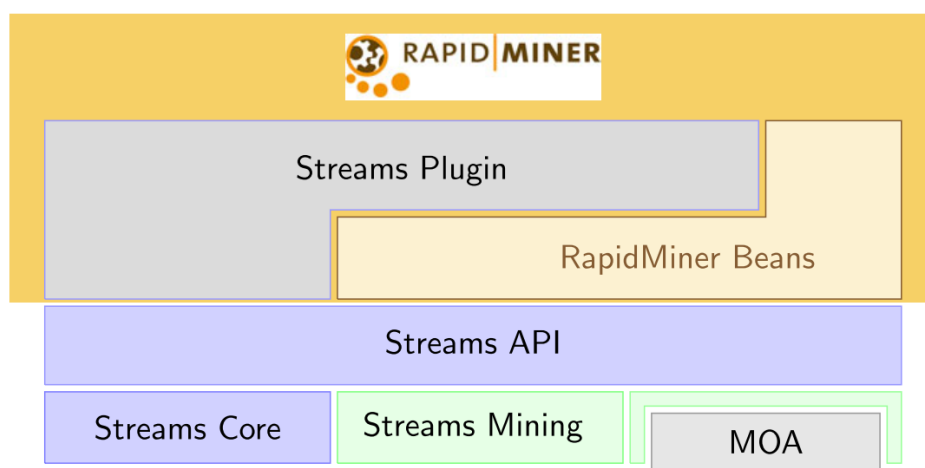 RAPID MINER
Streams Plugin
RapidMiner Beans
Streams API
Streams Core
Streams Mining
MOA